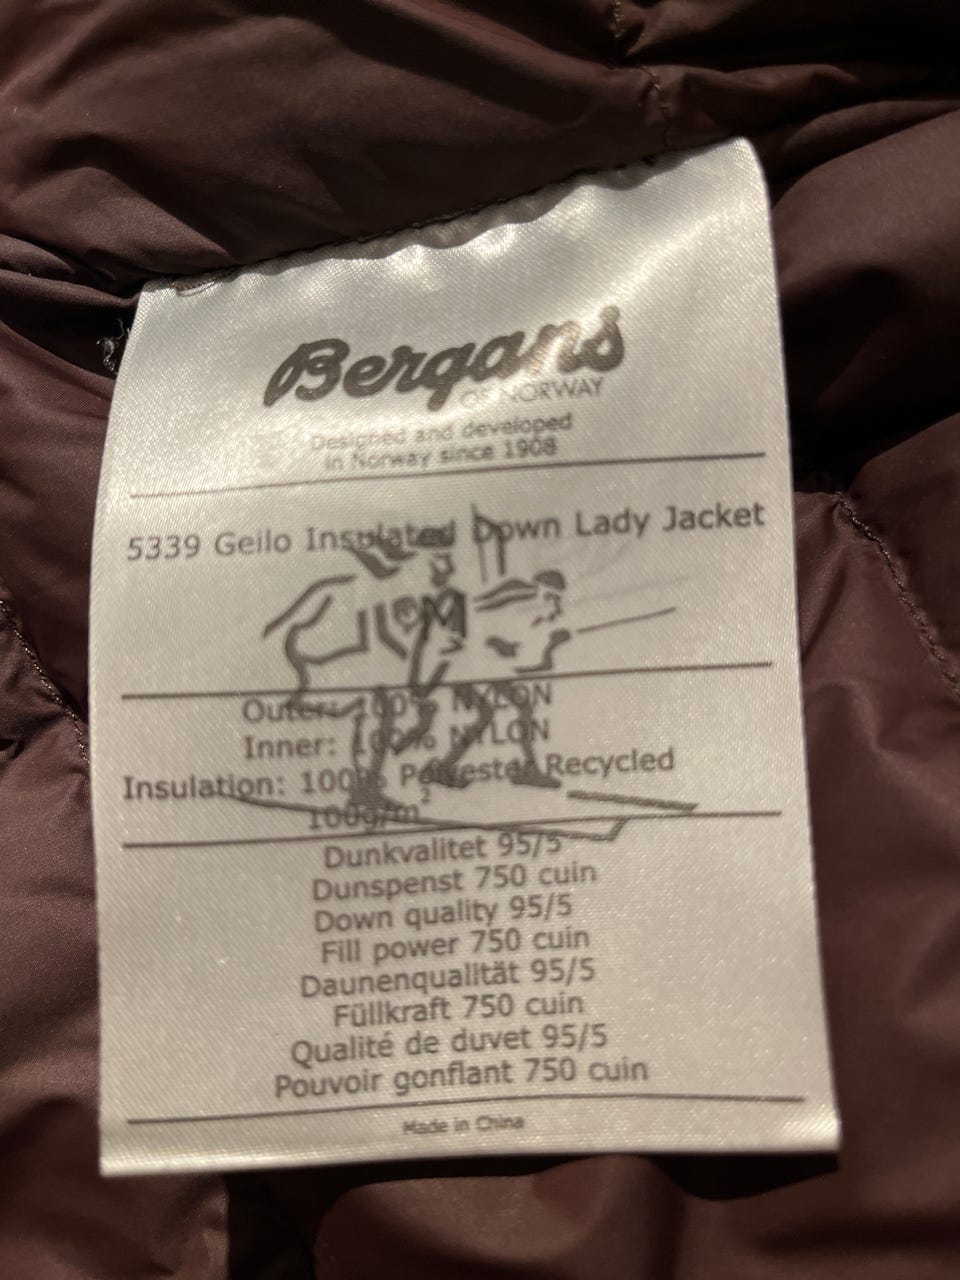 Bergans
OF NORWAY
Designed and developed
in Norway since 1908
5339 Geilo Insulated Down Lady Jacket
Outer: 100% NYLON
Inner: 100% NYLON
Insulation: 100% Polyester Recycled
100g/m²
Dunkvalitet 95/5
Dunspenst 750 cuin
Down quality 95/5
Fill power 750 cuin
Daunenqualität 95/5
Füllkraft 750 cuin
Qualité de duvet 95/5
Pouvoir gonflant 750 cuin
Made in China